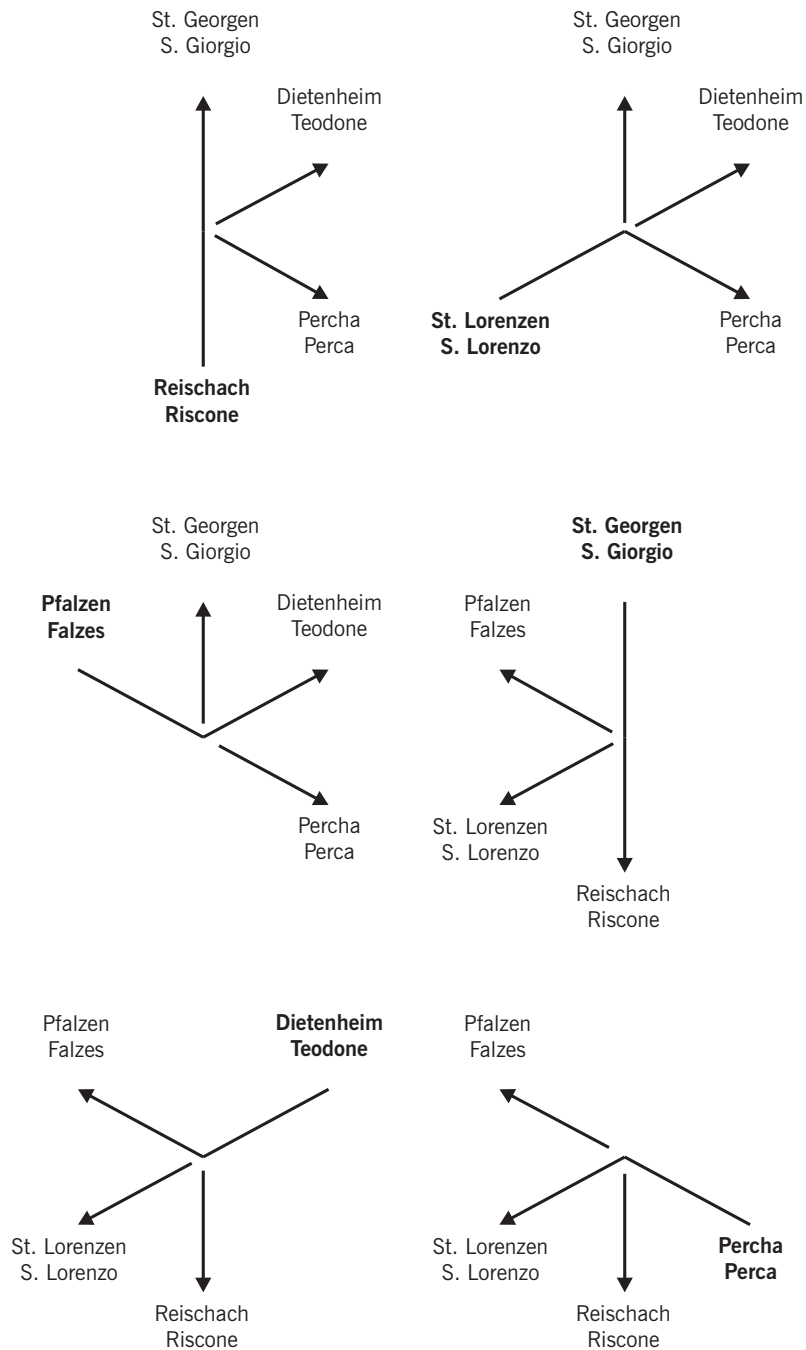 St. Georgen
S. Giorgio
Dietenheim
Teodone
Percha
Perca
Reischach
Riscone
St. Georgen
S. Giorgio
Dietenheim
Teodone
St. Lorenzen
S. Lorenzo
Percha
Perca
St. Georgen
S. Giorgio
Pfalzen
Falzes
Dietenheim
Teodone
Percha
Perca
St. Georgen
S. Giorgio
Pfalzen
Falzes
St. Lorenzen
S. Lorenzo
Reischach
Riscone
Pfalzen
Falzes
Dietenheim
Teodone
St. Lorenzen
S. Lorenzo
Reischach
Riscone
Pfalzen
Falzes
St. Lorenzen
S. Lorenzo
Percha
Perca
Reischach
Riscone